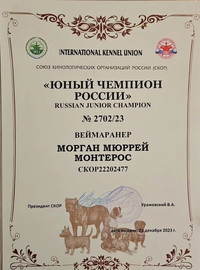 INTERNATIONAL KENNEL UNION
СОЮЗ КИНОЛОГИЧЕСКИХ ОРГАНИЗАЦИЙ РОССИИ (СКОР)
«ЮНЫЙ ЧЕМПИОН
РОССИИ»
RUSSIAN JUNIOR CHAMPION
№ 2702/23
ВЕЙМАРАНЕР
МОРГАН МЮРРЕЙ
МОНТЕРОС
СКОР22202477
Президент СКОР
Уражевский В.А.
декабря 2023 г.